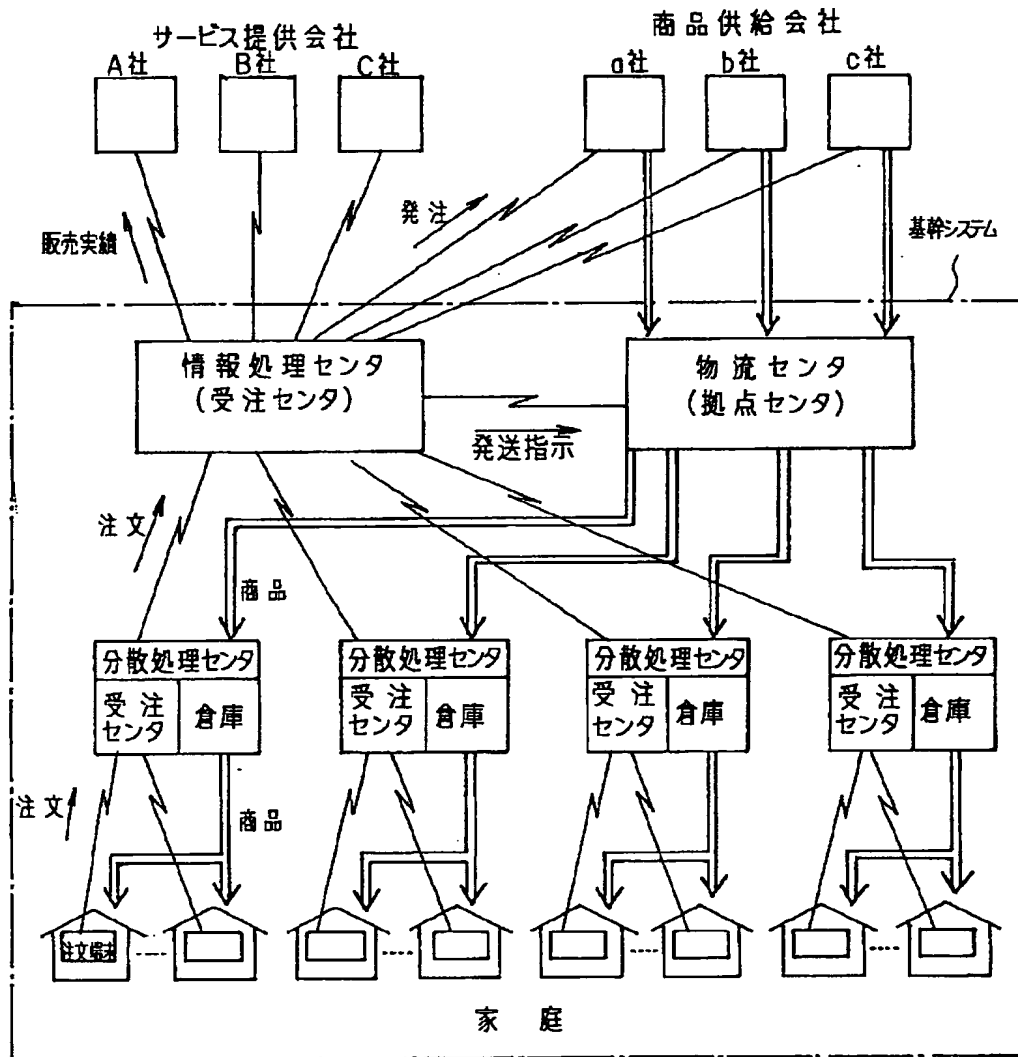 サービス提供会社
商品供給会社
A社
B社
C社
a社
b社
c社
販売実績
発注
基幹システム
情報処理センタ
(受注センタ)
物流センタ
(拠点センタ)
発送指示
注文
商品
分散処理センタ
分散処理センタ
分散処理センタ
分散処理センタ
受注
センタ
倉庫
受注
センタ
倉庫
受注
センタ
倉庫
受注
センタ
倉庫
注文
商品
注文端末
家庭